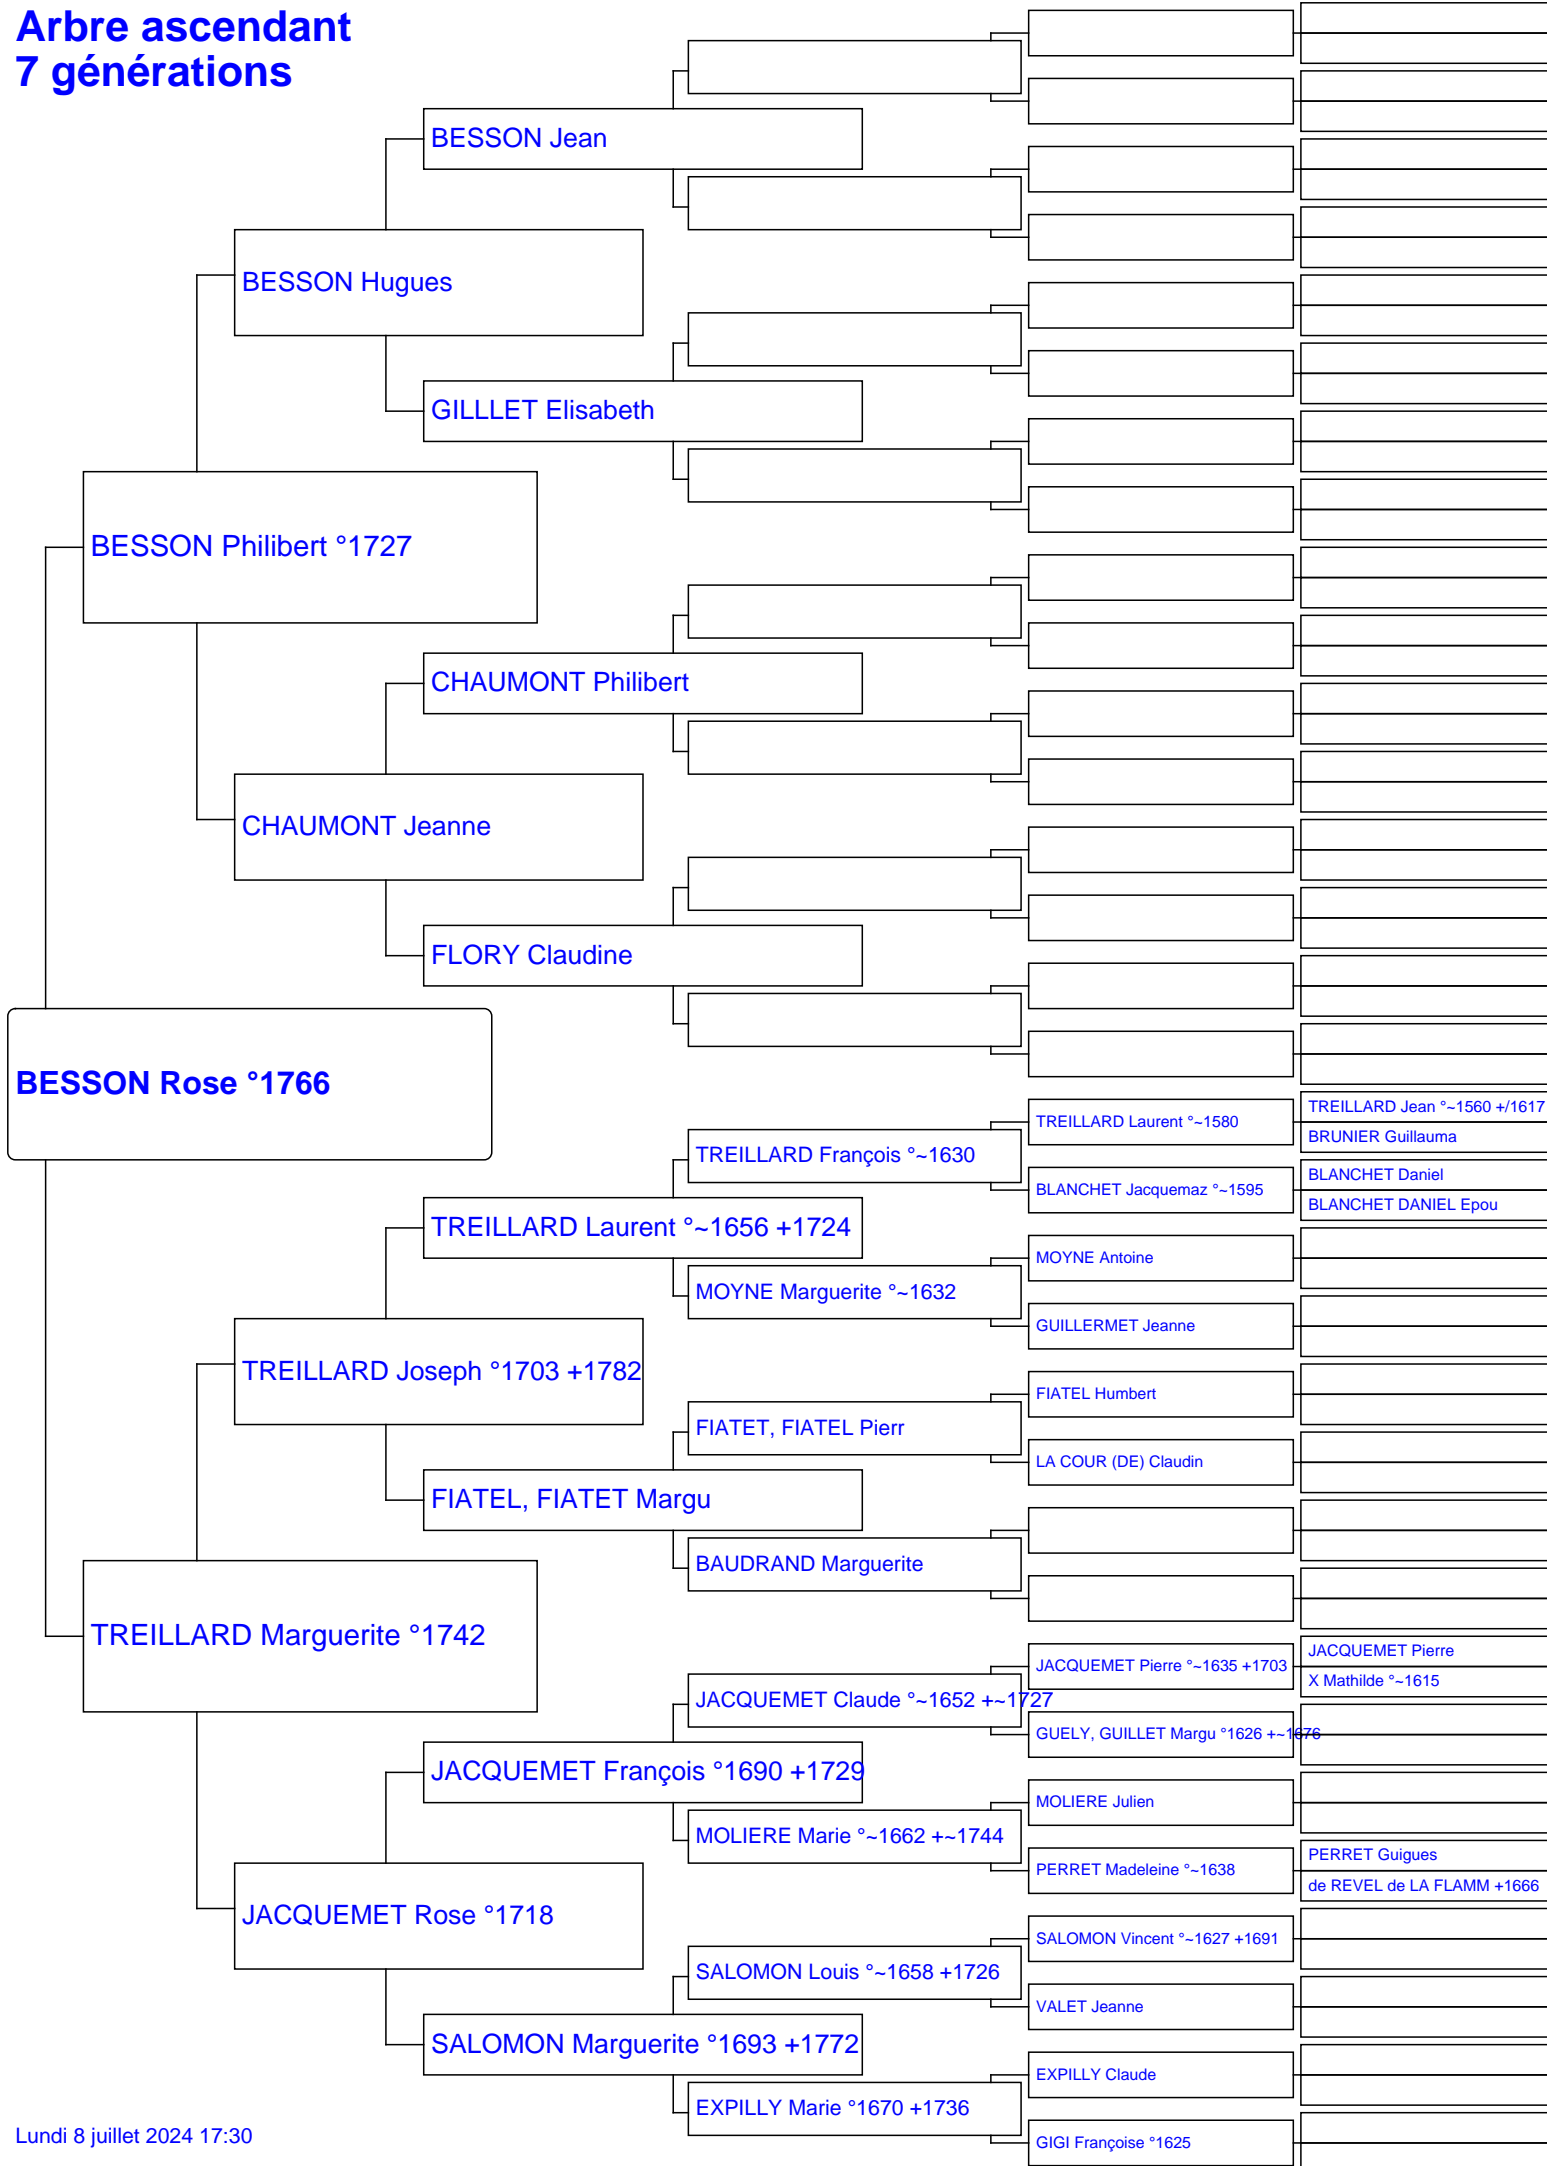 Arbre ascendant
7 générations
BESSON Jean
BESSON Hugues
GILLLET Elisabeth
BESSON Philibert °1727
CHAUMONT Philibert
CHAUMONT Jeanne
FLORY Claudine
BESSON Rose °1766
TREILLARD Jean °~1560 +/1617
TREILLARD Laurent °~1580
BRUNIER Guillauma
TREILLARD François °~1630
BLANCHET Daniel
BLANCHET Jacquemaz °~1595
BLANCHET DANIEL Epou
TREILLARD Laurent °~1656 +1724
MOYNE Antoine
MOYNE Marguerite °~1632
GUILLERMET Jeanne
TREILLARD Joseph °1703 +1782
FIATEL Humbert
FIATET, FIATEL Pierr
LA COUR (DE) Claudin
FIATEL, FIATET Margu
BAUDRAND Marguerite
TREILLARD Marguerite °1742
JACQUEMET Pierre
JACQUEMET Pierre °~1635 +1703
X Mathilde °~1615
JACQUEMET Claude °~1652 +~1727
GUELY, GUILLET Margu °1626 +~1676
JACQUEMET François °1690 +1729
MOLIERE Julien
MOLIERE Marie °~1662 +~1744
PERRET Guigues
PERRET Madeleine °~1638
de REVEL de LA FLAMM +1666
JACQUEMET Rose °1718
SALOMON Vincent °~1627 +1691
SALOMON Louis °~1658 +1726
VALET Jeanne
SALOMON Marguerite °1693 +1772
EXPILLY Claude
EXPILLY Marie °1670 +1736
GIGI Françoise °1625
Lundi 8 juillet 2024 17:30